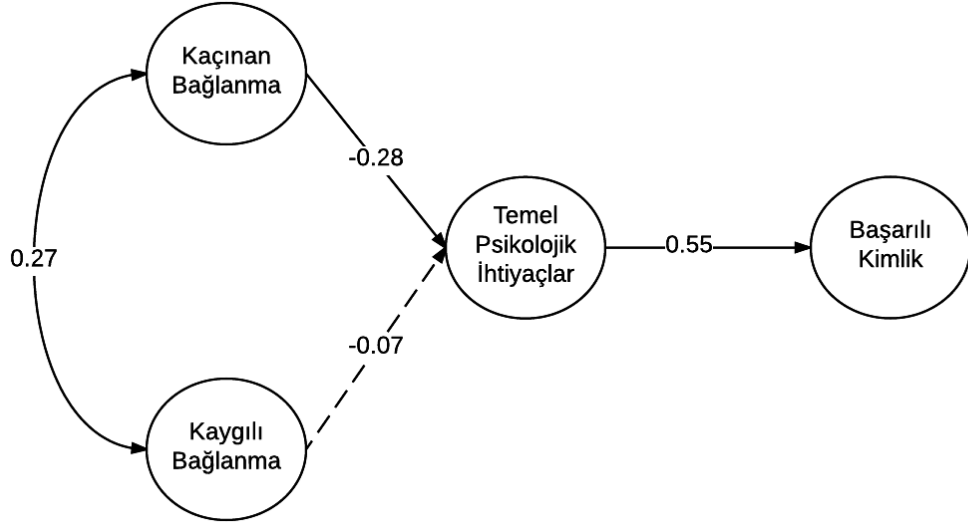 Kaçınan
Bağlanma
-0.28
Temel
Psikolojik
İhtiyaçlar
0.55
Başarılı
Kimlik
0.27
-0.07
Kaygılı
Bağlanma